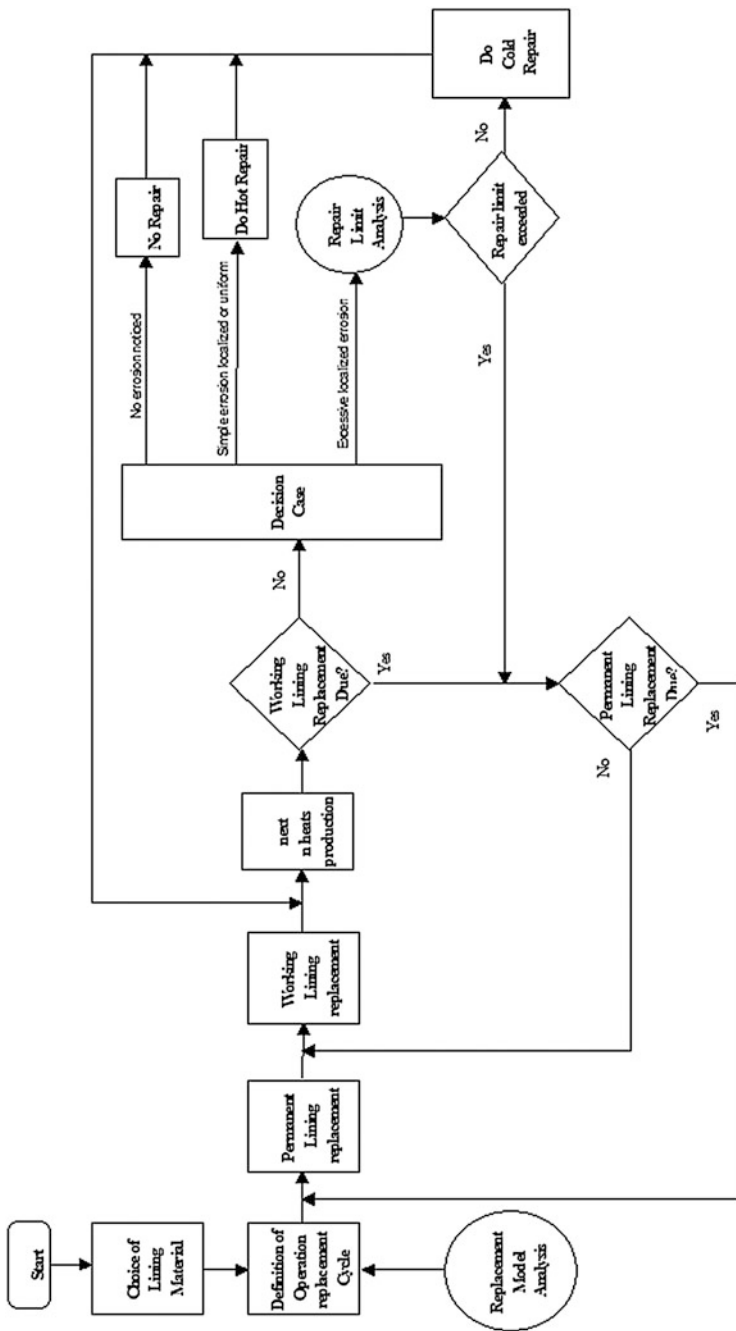 Start
Choice of
Lining
Material
Definition of
Operation
replacement
Cycle
Replacement
Model
Analysis
Permanent
Lining
replacement
Working
Lining
replacement
next
n heats
production
Working
Lining
Replacement
Due?
No
Yes
Decision
Case
No errosion noticed
Simple errosion localized or uniform
Excessive localized errosion
No Repair
Do Hot Repair
Repair
Limit
Analysis
Repair limit
exceeded
No
Yes
Do
Cold
Repair
Permanent
Lining
Replacement
Due?
No
Yes